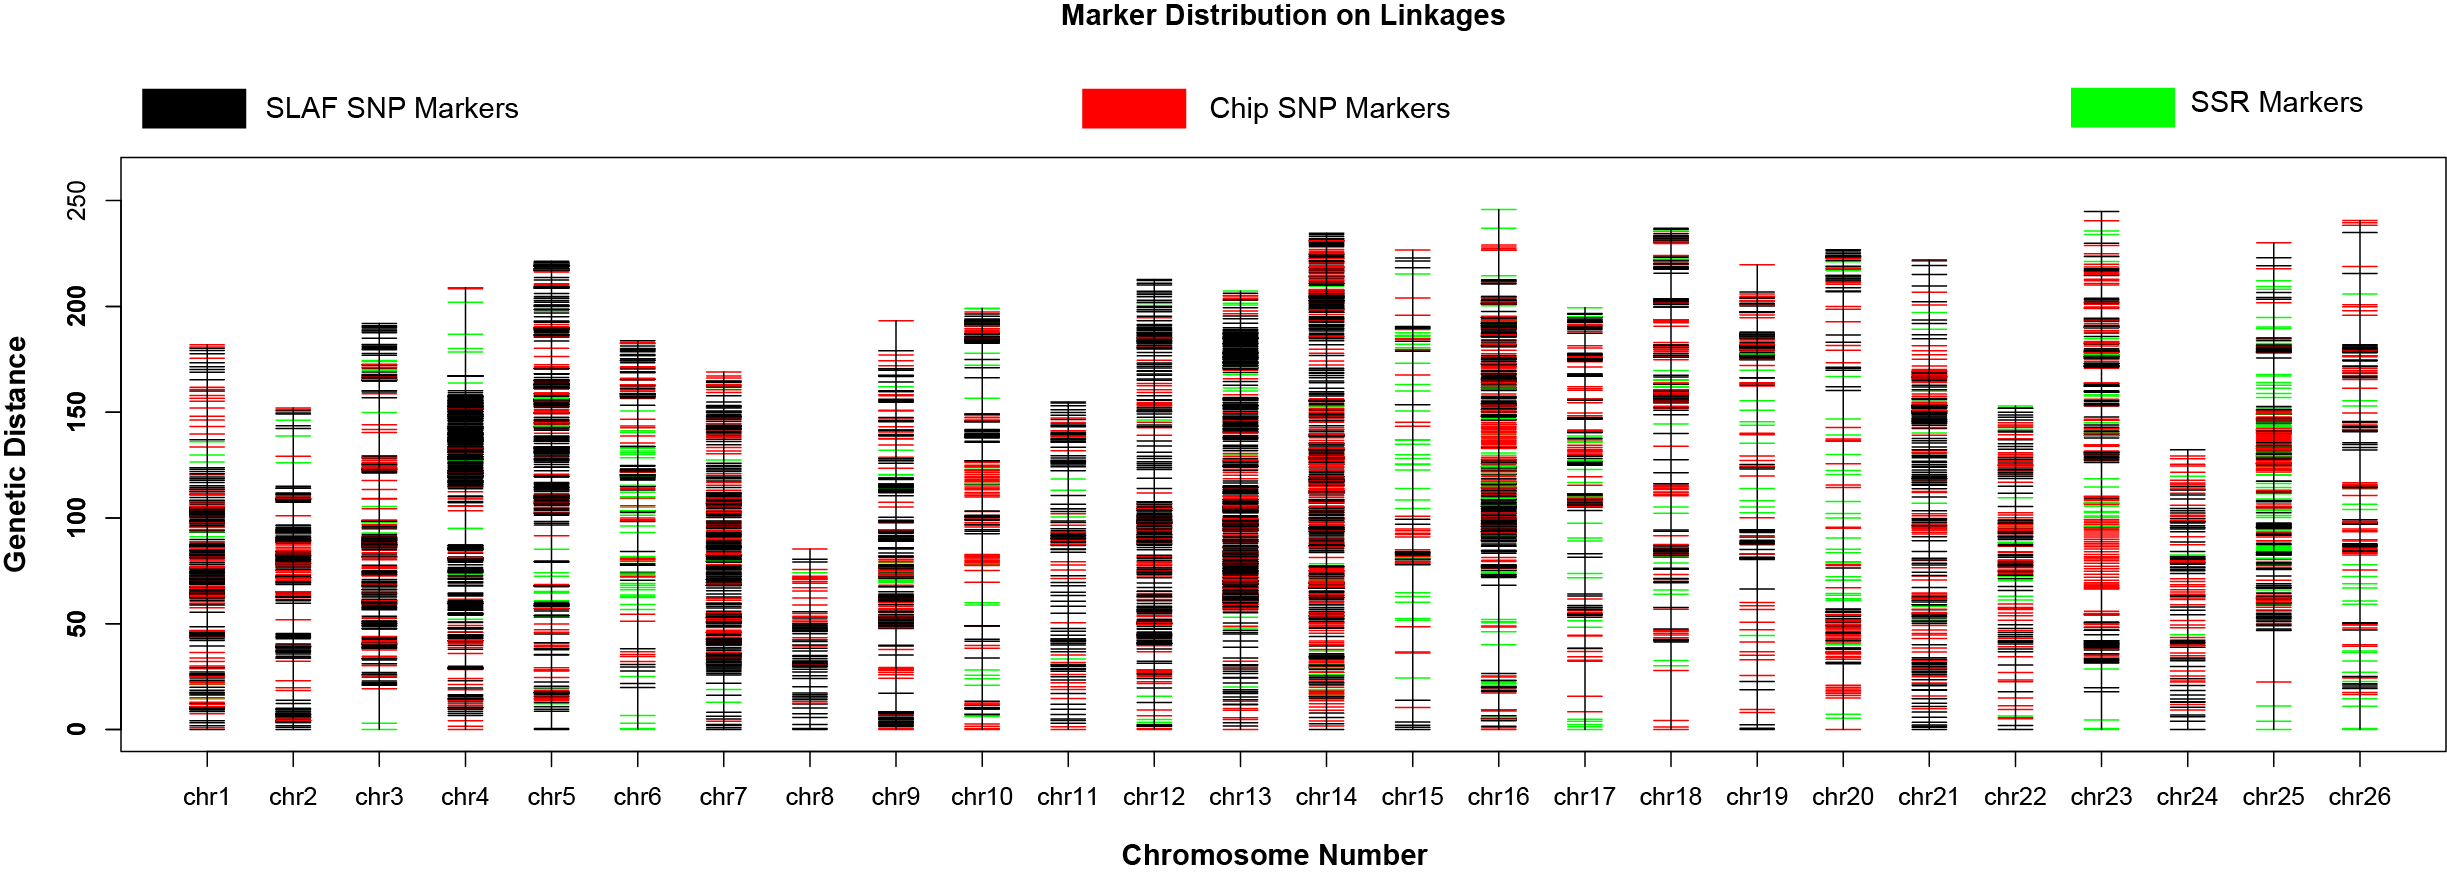 Marker Distribution on Linkages
SLAF SNP Markers
Chip SNP Markers
SSR Markers
Genetic Distance
250
200
150
100
50
0
chr1 chr2 chr3 chr4 chr5 chr6 chr7 chr8 chr9 chr10 chr11 chr12 chr13 chr14 chr15 chr16 chr17 chr18 chr19 chr20 chr21 chr22 chr23 chr24 chr25 chr26
Chromosome Number